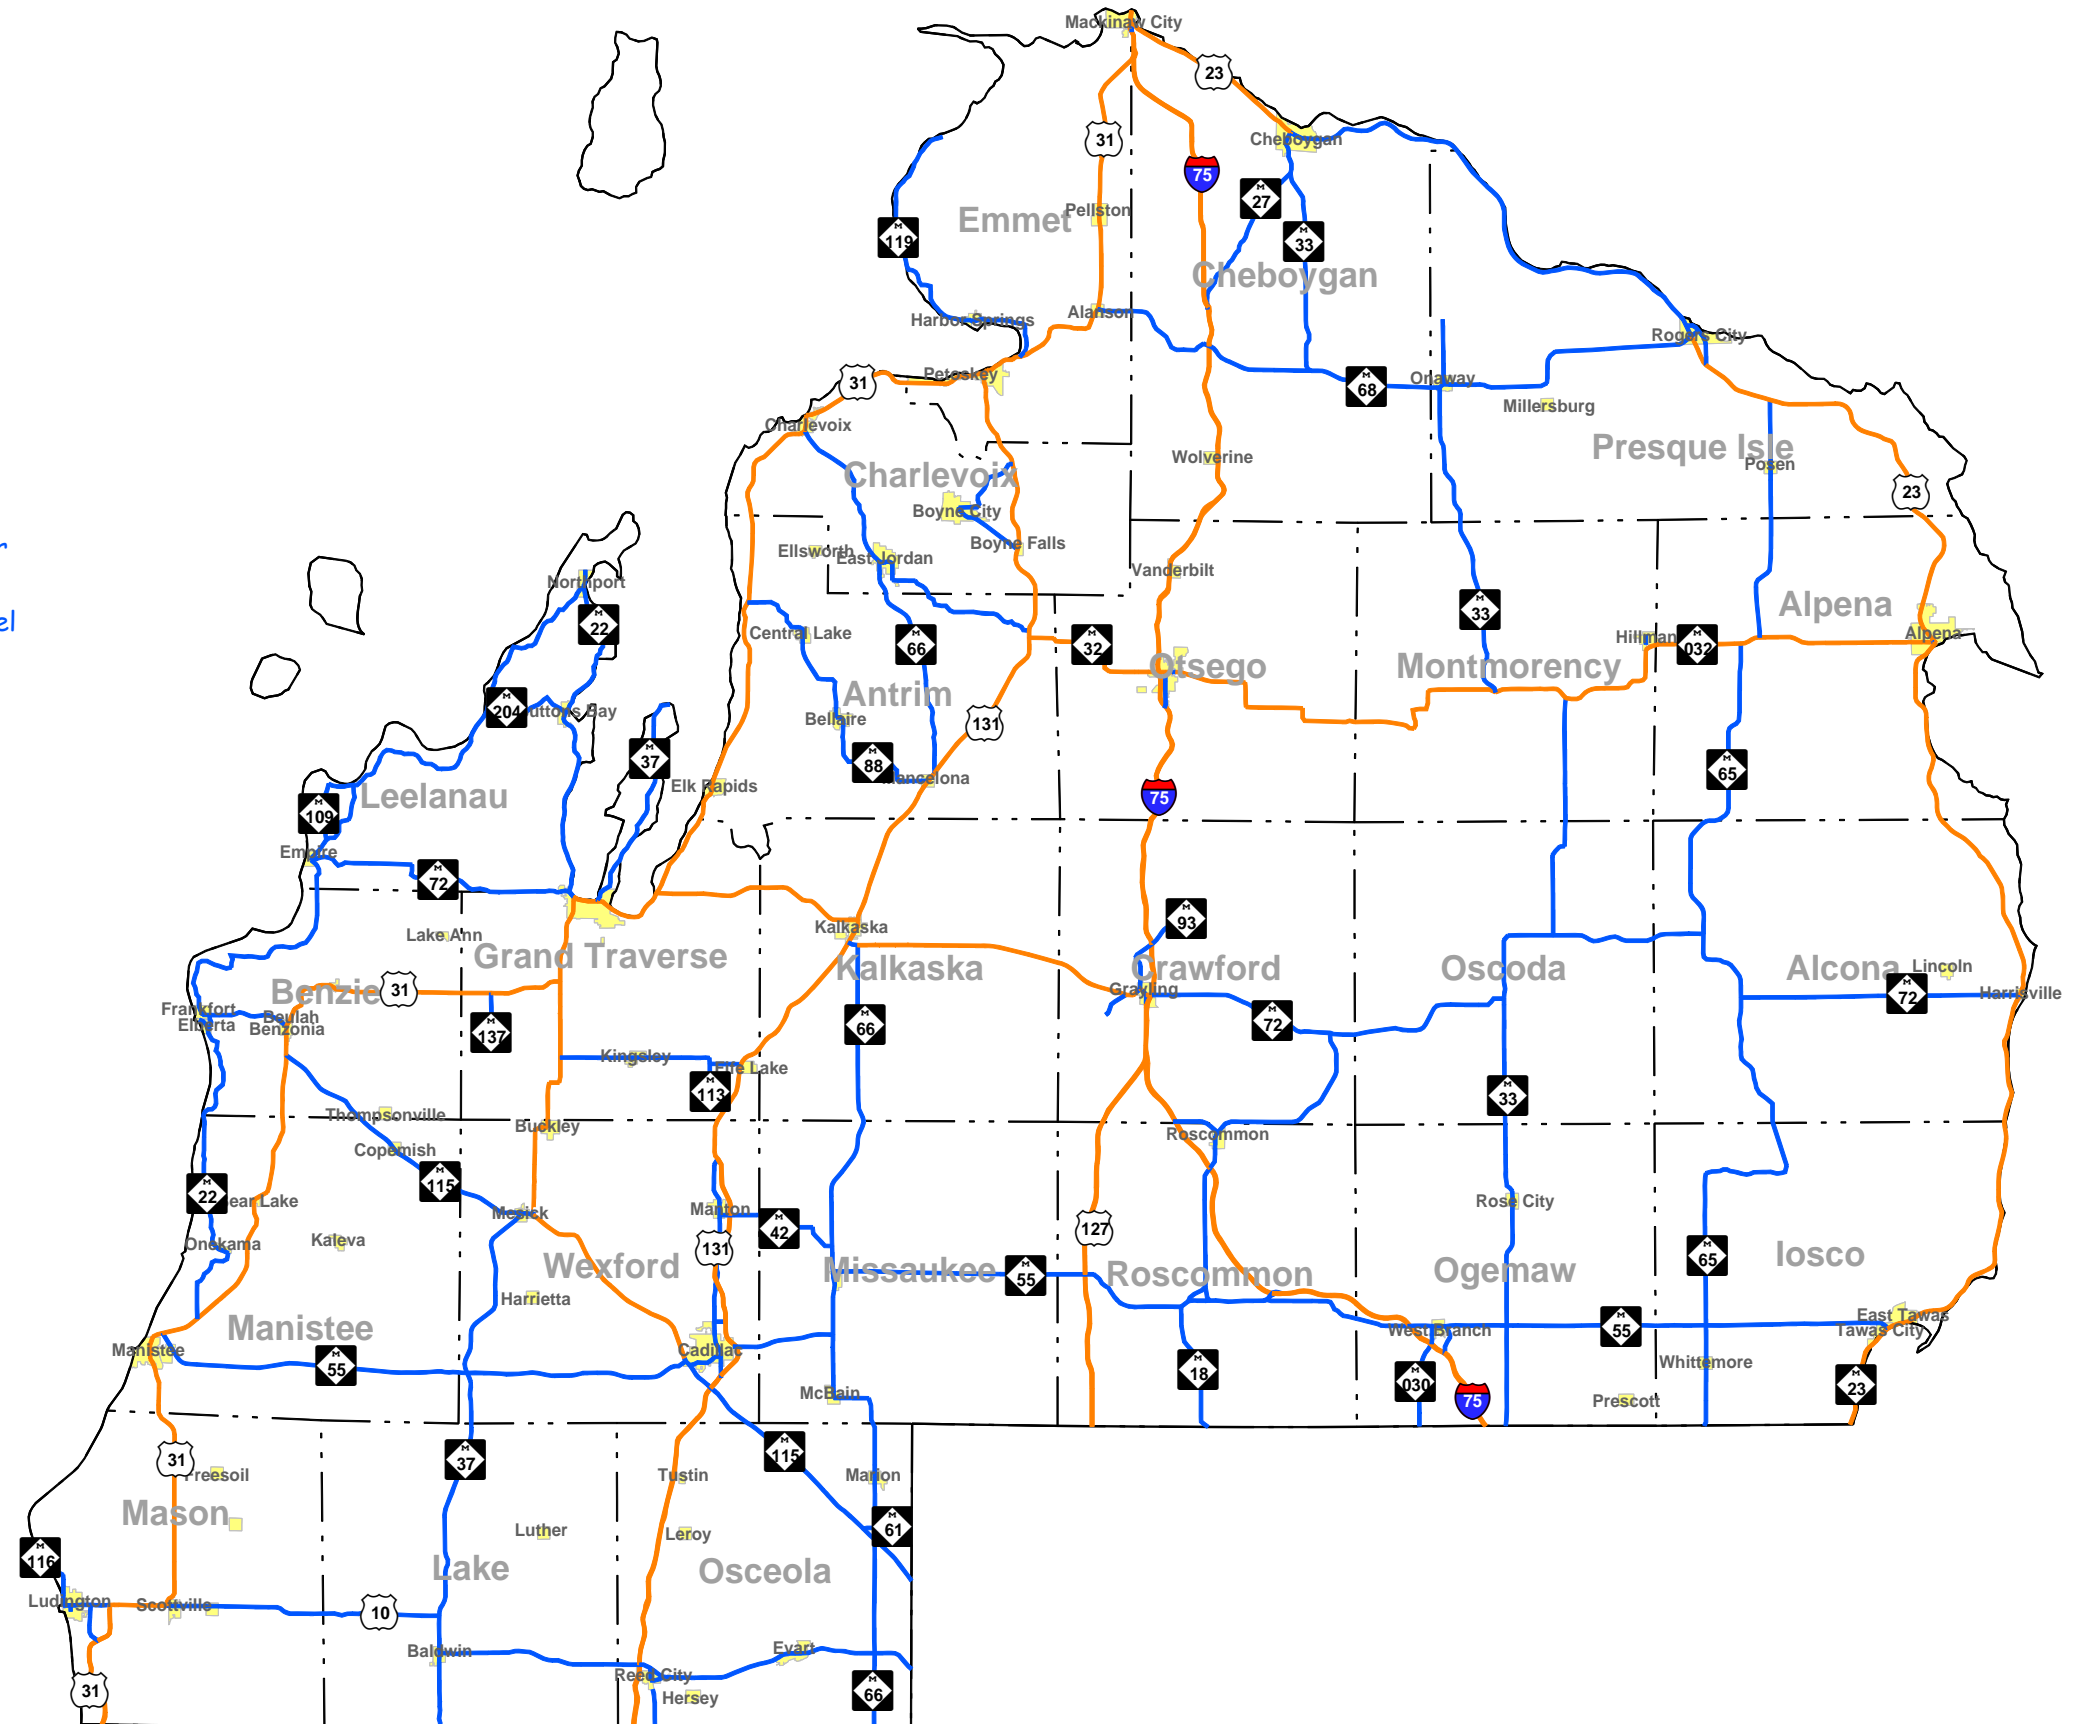 Mackinaw City
23
31
Cheboygan
75
M 27
Pellston
Emmet
M 119
M 33
Cheboygan
Alanson
Harbor Springs
Rogers City
Petoskey
31
Onaway
M 68
Millersburg
Charlevoix
Presque Isle
Wolverine
Posen
Charlevoix
23
Boyne City
r
Boyne Falls
Ellsworth
East Jordan
Vanderbilt
Northport
Alpena
M 33
el
M 22
Central Lake
Alpena
Hillman
M 032
M 66
M 32
Otsego
Montmorency
Antrim
M 204
uttons Bay
Bellaire
131
M 37
M 88
M 65
ancelona
Elk Rapids
Leelanau
75
M 109
Empire
M 72
M 93
Kalkaska
Lake Ann
Grand Traverse
Kalkaska
Crawford
Oscoda
Alcona
Lincoln
Benzie
31
Grayling
M 72
Harrisville
Frankfort
Elberta
Beulah
Benzonia
M 72
M 66
M 137
Kingsley
Fife Lake
M 113
M 33
Thompsonville
Buckley
Roscommon
Copemish
M 115
M 22
ear Lake
Rose City
Manton
Mesick
M 42
127
Onekama
Kaleva
131
M 65
Iosco
Wexford
Missaukee
M 55
Roscommon
Ogemaw
Harrietta
East Tawas
Manistee
M 55
West Branch
Tawas City
Manistee
Cadillac
M 55
Whittemore
M 18
M 030
M 23
McBain
75
Prescott
31
M 37
M 115
Freesoil
Tustin
Marion
Mason
M 61
Luther
Leroy
M 116
Lake
Osceola
Ludington
Scottville
10
Baldwin
Evart
Reed City
31
Hersey
M 66